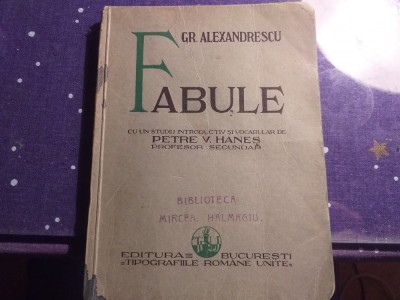 GR. ALEXANDRESCU
FABULE
CU UN STUDIU INTRODUCTIV ȘI VOCABULAR DE
PETRE V. HANEȘ
PROFESOR SECUNDAR
BIBLIOTECA
MIRCEA HALMAGIU
EDITURA BUCUREȘTI
„TIPOGRAFIILE ROMÂNE UNITE"